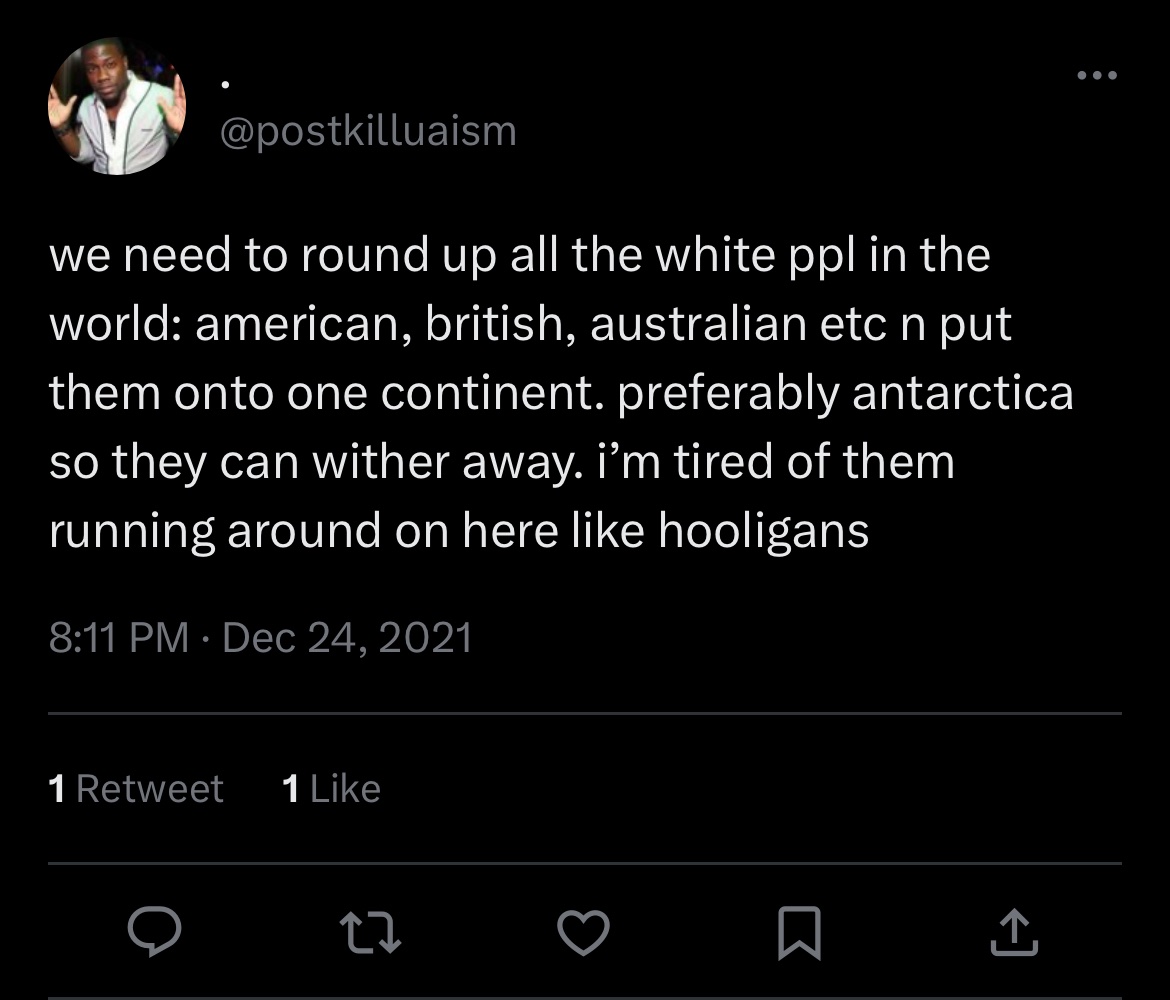 .
@postkilluaism
we need to round up all the white ppl in the
world: american, british, australian etc n put
them onto one continent. preferably antarctica
so they can wither away. i’m tired of them
running around on here like hooligans
8:11 PM · Dec 24, 2021
1 Retweet 1 Like